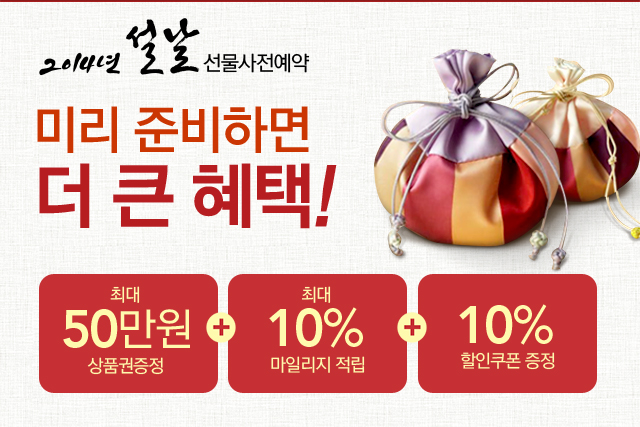 2014년 설날 선물사전예약
미리 준비하면
더 큰 혜택!
최대
50만원
상품권증정
+
최대
10%
마일리지 적립
+
10%
할인쿠폰 증정